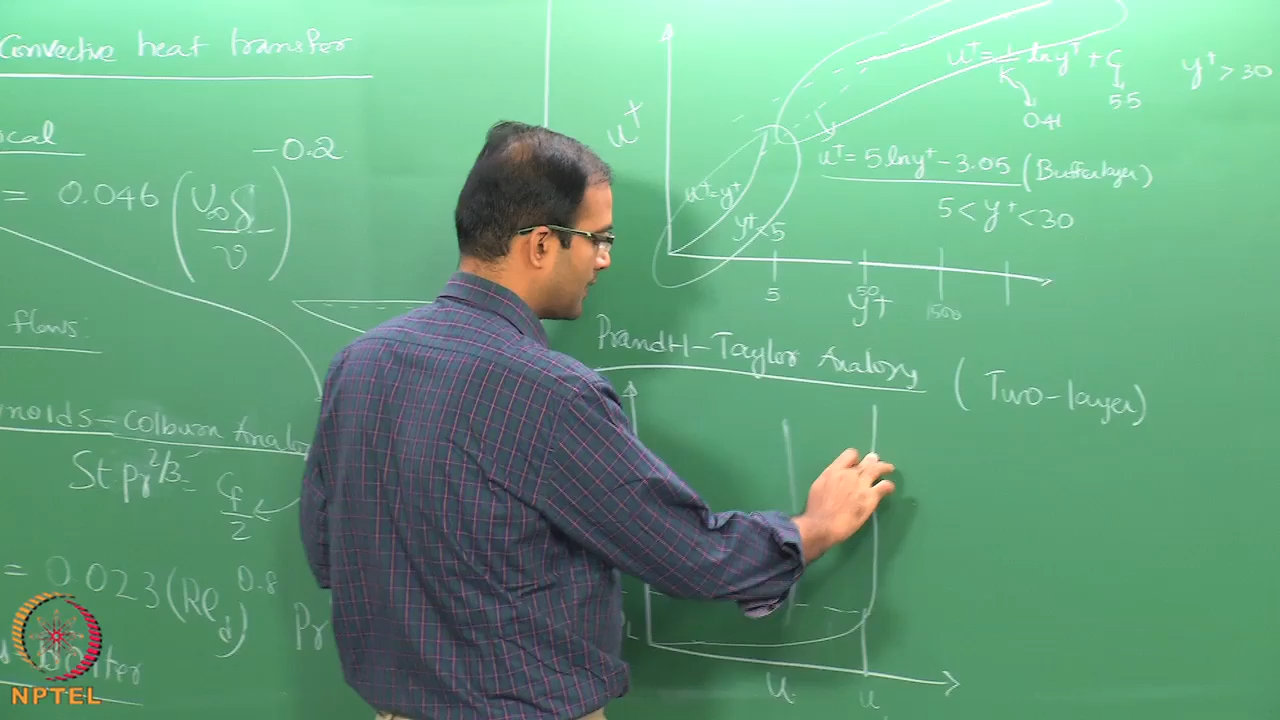 Convective heat transfer
ical
= 0.046 (U∞ δ / ν) −0.2
flows
nolds-Colburn Analo
St. Pr^2/3 = Cf/2
= 0.023 (Re_d)^0.8 Pr
NPTEL
u+
u+ = 1/K ln y+ + C y+ > 30
0.41
5.5
u+ = 5 ln y+ − 3.05 (Buffer layer)
5 < y+ < 30
u+ = y+
y+ < 5
5 50 1500
y+
Prandtl-Taylor Analogy (Two-layer)
u u